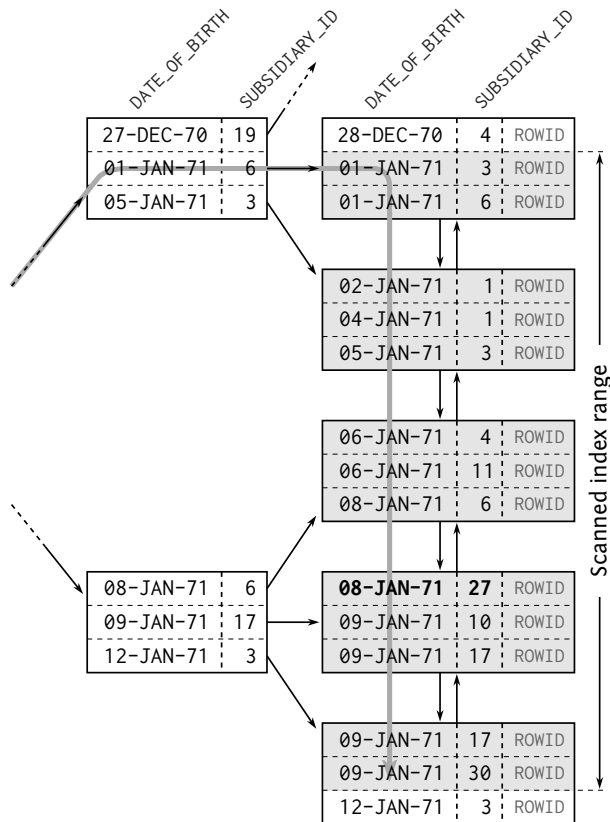 DATE_OF_BIRTH SUBSIDIARY_ID
27-DEC-70 19
01-JAN-71 6
05-JAN-71 3
08-JAN-71 6
09-JAN-71 17
12-JAN-71 3
DATE_OF_BIRTH SUBSIDIARY_ID
28-DEC-70 4 ROWID
01-JAN-71 3 ROWID
01-JAN-71 6 ROWID
02-JAN-71 1 ROWID
04-JAN-71 1 ROWID
05-JAN-71 3 ROWID
06-JAN-71 4 ROWID
06-JAN-71 11 ROWID
08-JAN-71 6 ROWID
08-JAN-71 27 ROWID
09-JAN-71 10 ROWID
09-JAN-71 17 ROWID
09-JAN-71 17 ROWID
09-JAN-71 30 ROWID
12-JAN-71 3 ROWID
Scanned index range